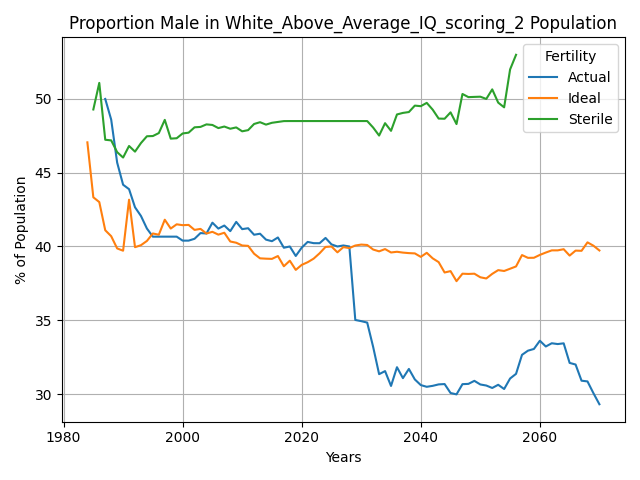 Proportion Male in White_Above_Average_IQ_scoring_2 Population
Fertility
Actual
Ideal
Sterile
% of Population
50
45
40
35
30
1980
2000
2020
2040
2060
Years